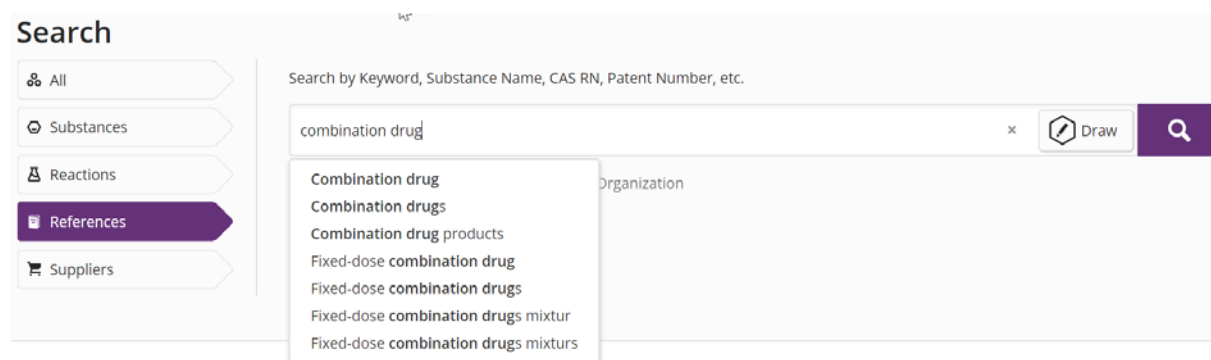 Search
All
Search by Keyword, Substance Name, CAS RN, Patent Number, etc.
Substances
combination drug
× Draw
Reactions
Combination drug
Organization
Combination drugs
References
Combination drug products
Fixed-dose combination drug
Suppliers
Fixed-dose combination drugs
Fixed-dose combination drugs mixtur
Fixed-dose combination drugs mixturs